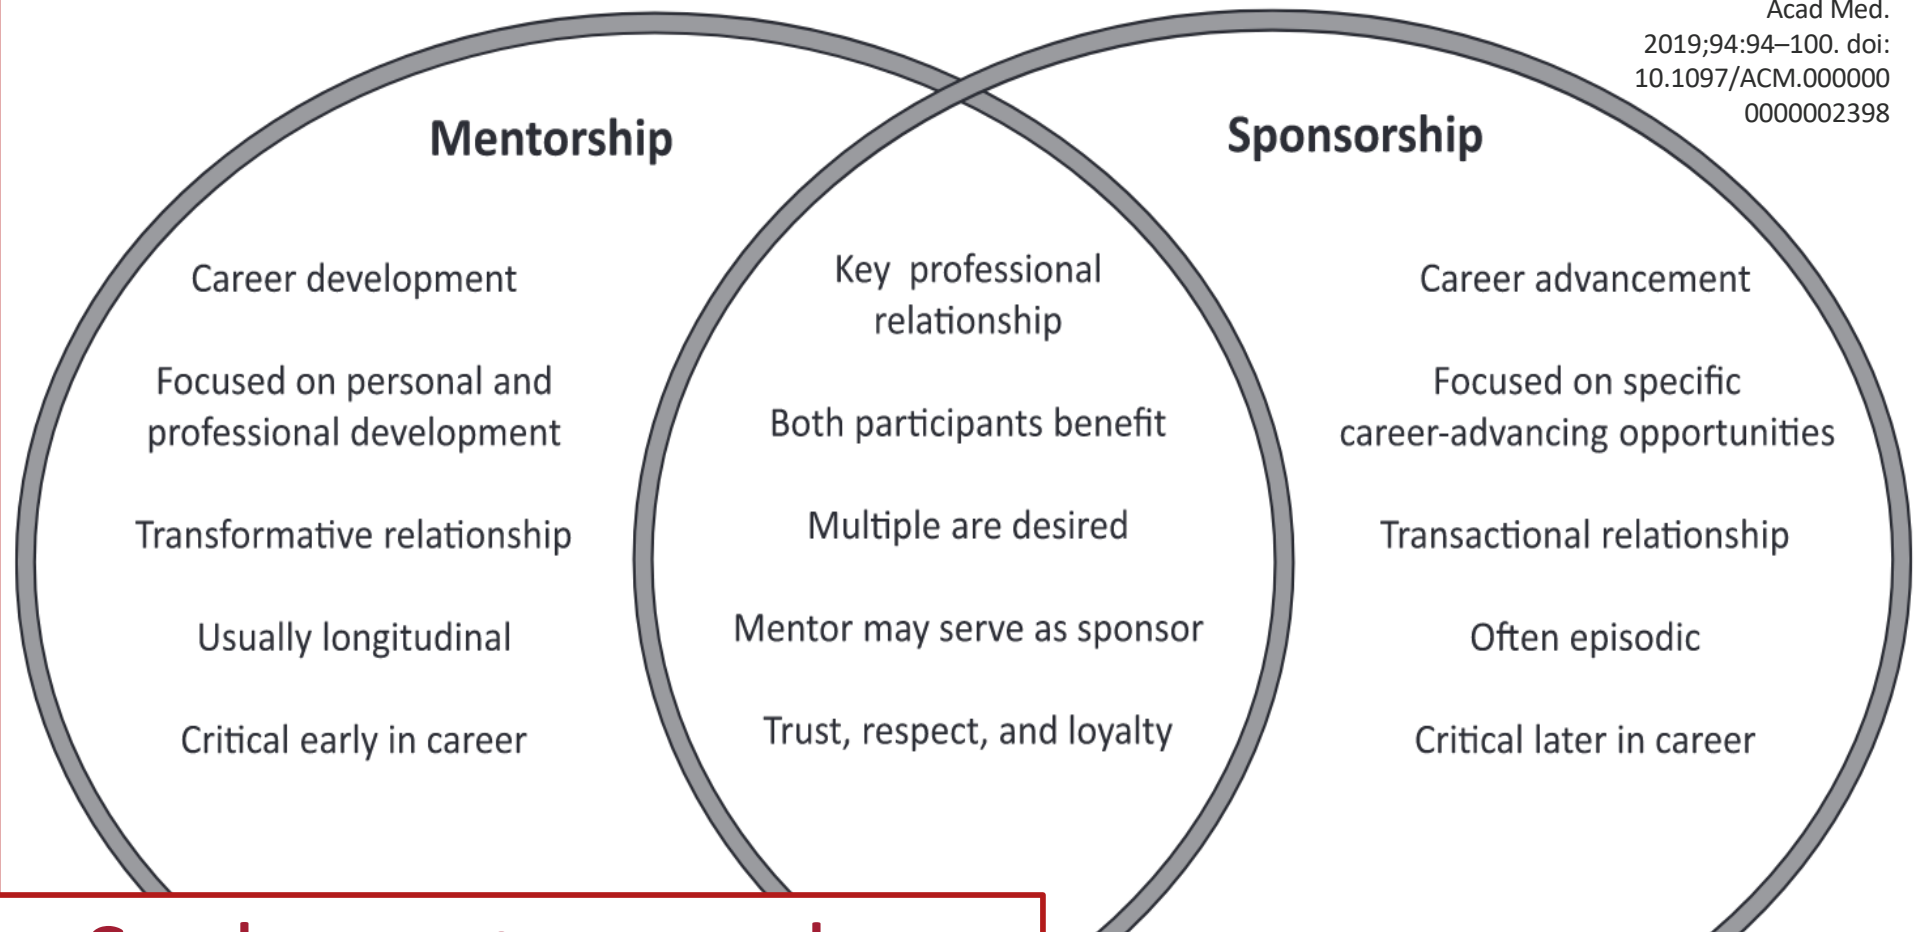 Acad Med.
2019;94:94–100. doi:
10.1097/ACM.000000
0000002398
Mentorship
Career development
Focused on personal and
professional development
Transformative relationship
Usually longitudinal
Critical early in career
Key professional
relationship
Both participants benefit
Multiple are desired
Mentor may serve as sponsor
Trust, respect, and loyalty
Sponsorship
Career advancement
Focused on specific
career-advancing opportunities
Transactional relationship
Often episodic
Critical later in career